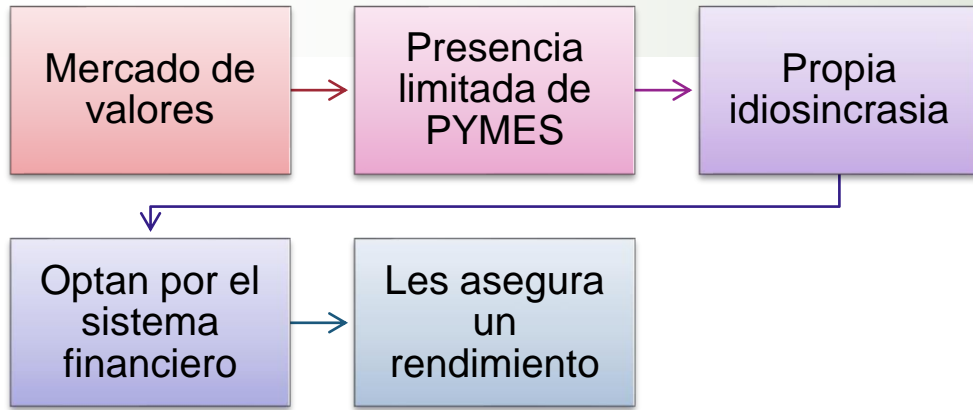 Mercado de
valores
Presencia
limitada de
PYMES
Propia
idiosincrasia
Optan por el
sistema
financiero
Les asegura
un
rendimiento